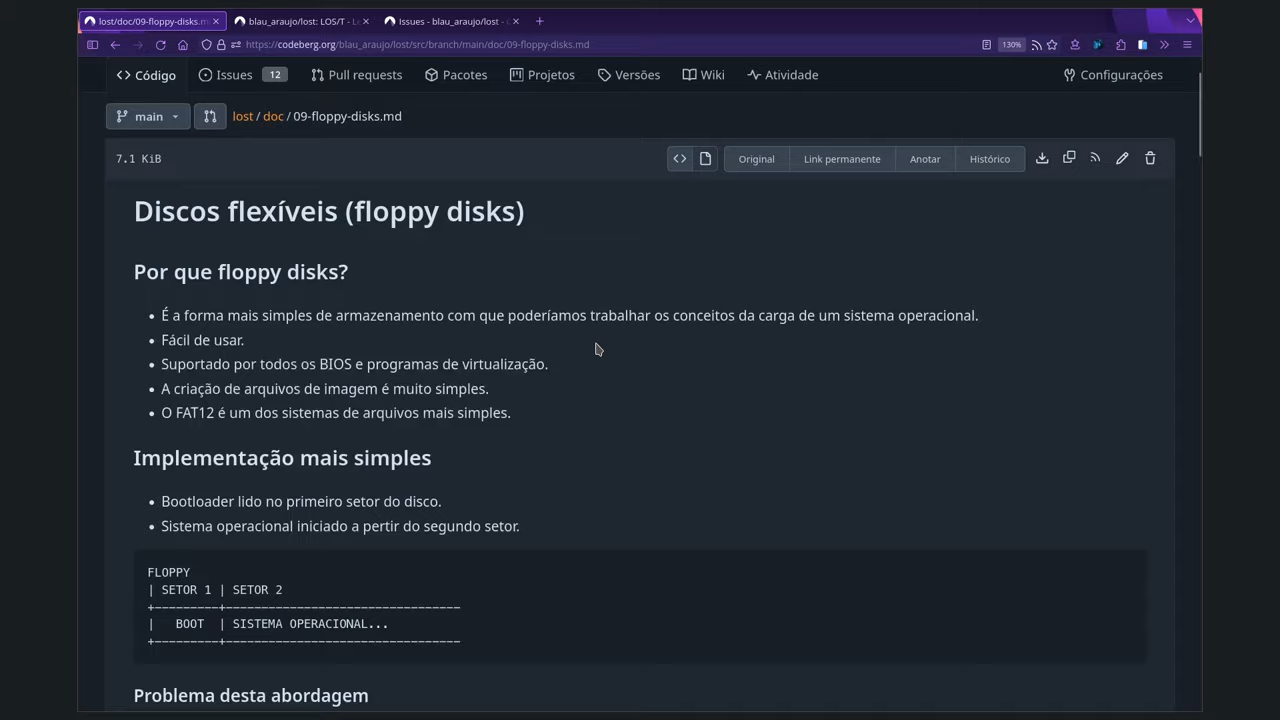 lost/doc/09-floppy-disks.m
blau_araujo/lost: LOS/T - L
Issues - blau_araujo/lost -
https://codeberg.org/blau_araujo/lost/src/branch/main/doc/09-floppy-disks.md
130%
Código
Issues 12
Pull requests
Pacotes
Projetos
Versões
Wiki
Atividade
Configurações
main
lost / doc / 09-floppy-disks.md
7.1 KiB
Original
Link permanente
Anotar
Histórico
Discos flexíveis (floppy disks)
Por que floppy disks?
• É a forma mais simples de armazenamento com que poderíamos trabalhar os conceitos da carga de um sistema operacional.
• Fácil de usar.
• Suportado por todos os BIOS e programas de virtualização.
• A criação de arquivos de imagem é muito simples.
• O FAT12 é um dos sistemas de arquivos mais simples.
Implementação mais simples
• Bootloader lido no primeiro setor do disco.
• Sistema operacional iniciado a pertir do segundo setor.
FLOPPY
| SETOR 1 | SETOR 2
+---------+---------------------------------
|   BOOT  | SISTEMA OPERACIONAL...
+---------+---------------------------------
Problema desta abordagem